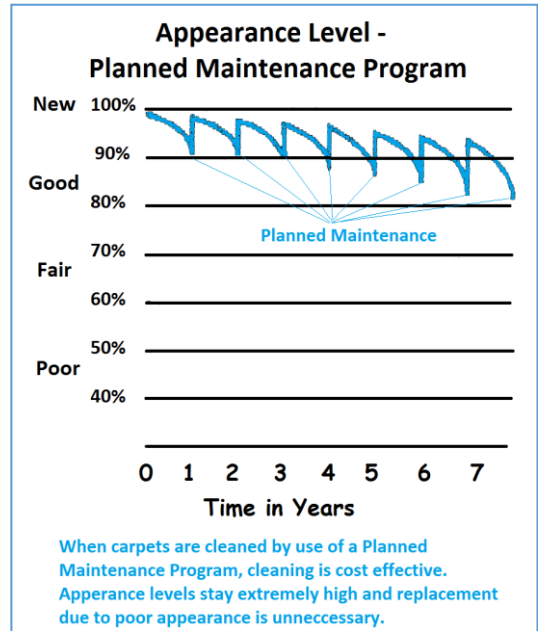 Appearance Level -
Planned Maintenance Program
New 100%
90%
Good
80%
Planned Maintenance
70%
Fair
60%
50%
Poor
40%
0 1 2 3 4 5 6 7
Time in Years
When carpets are cleaned by use of a Planned
Maintenance Program, cleaning is cost effective.
Apperance levels stay extremely high and replacement
due to poor appearance is unneccessary.